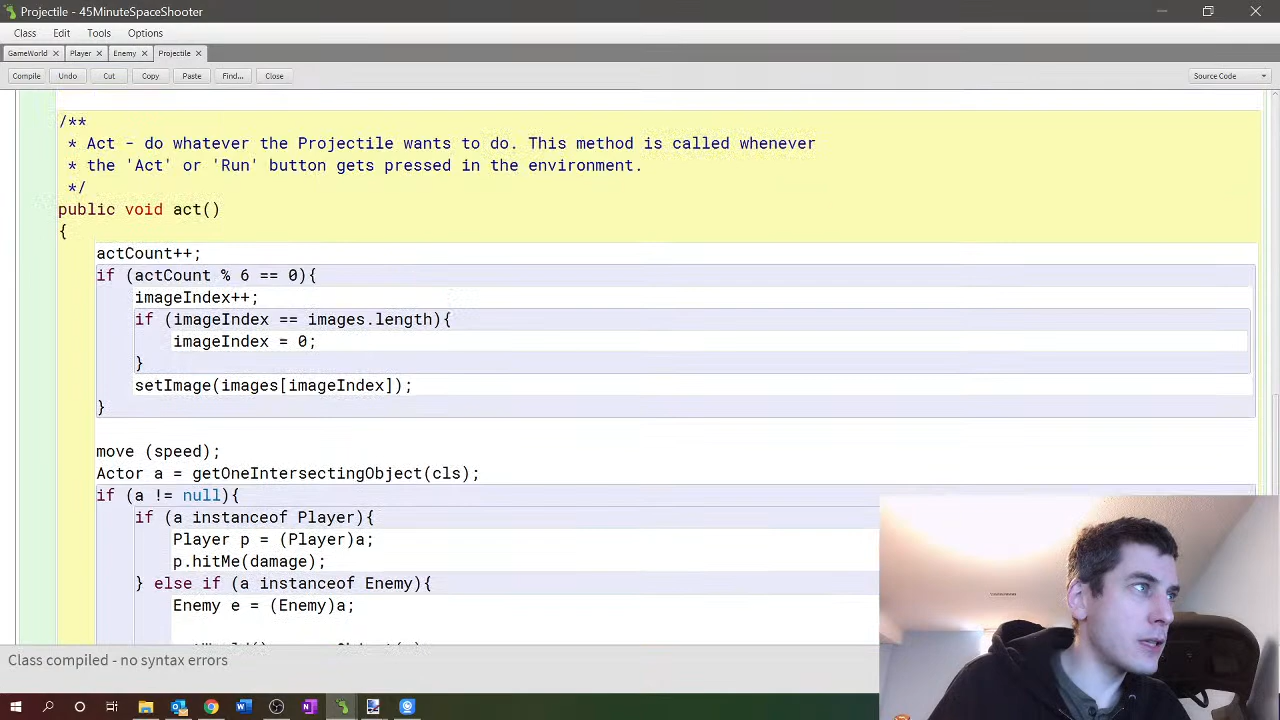 Projectile - 45MinuteSpaceShooter
Class Edit Tools Options
GameWorld Player Enemy Projectile
Compile Undo Cut Copy Paste Find... Close Source Code
/**
* Act - do whatever the Projectile wants to do. This method is called whenever
* the 'Act' or 'Run' button gets pressed in the environment.
*/
public void act()
{
actCount++;
if (actCount % 6 == 0){
imageIndex++;
if (imageIndex == images.length){
imageIndex = 0;
}
setImage(images[imageIndex]);
}
move (speed);
Actor a = getOneIntersectingObject(cls);
if (a != null){
if (a instanceof Player){
Player p = (Player)a;
p.hitMe(damage);
} else if (a instanceof Enemy){
Enemy e = (Enemy)a;
Class compiled - no syntax errors